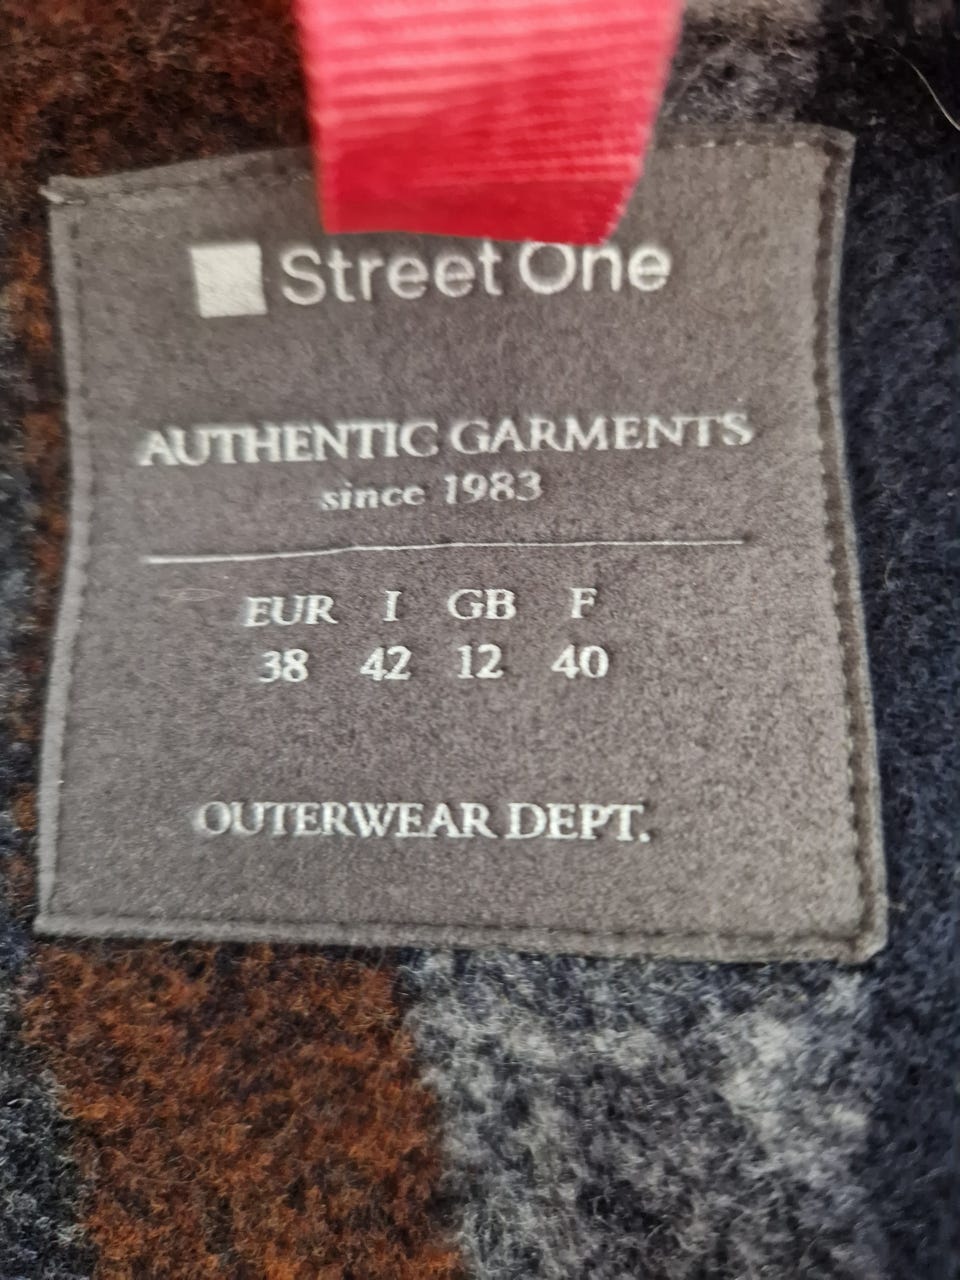 Street One
AUTHENTIC GARMENTS
since 1983
EUR I GB F
38 42 12 40
OUTERWEAR DEPT.